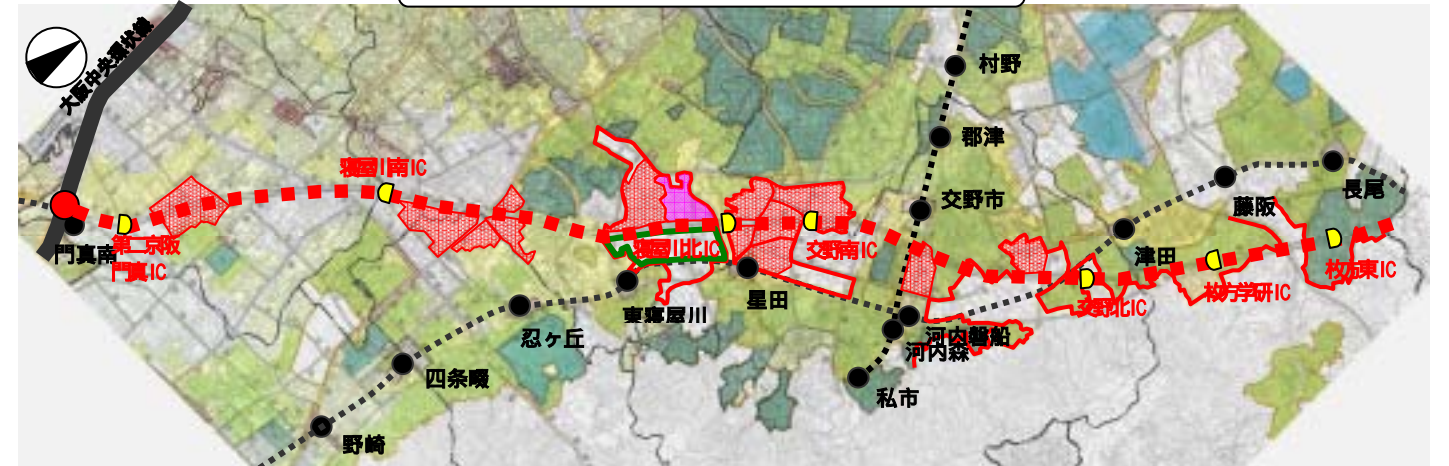 大阪中央環状線
村野
郡津
寝屋川南IC
長尾
交野市
藤阪
門真南
第二京阪
門真IC
寝屋川北IC
交野南IC
津田
枚方東IC
枚方学研IC
星田
交野北IC
東寝屋川
忍ヶ丘
河内磐船
河内森
四条畷
私市
野崎